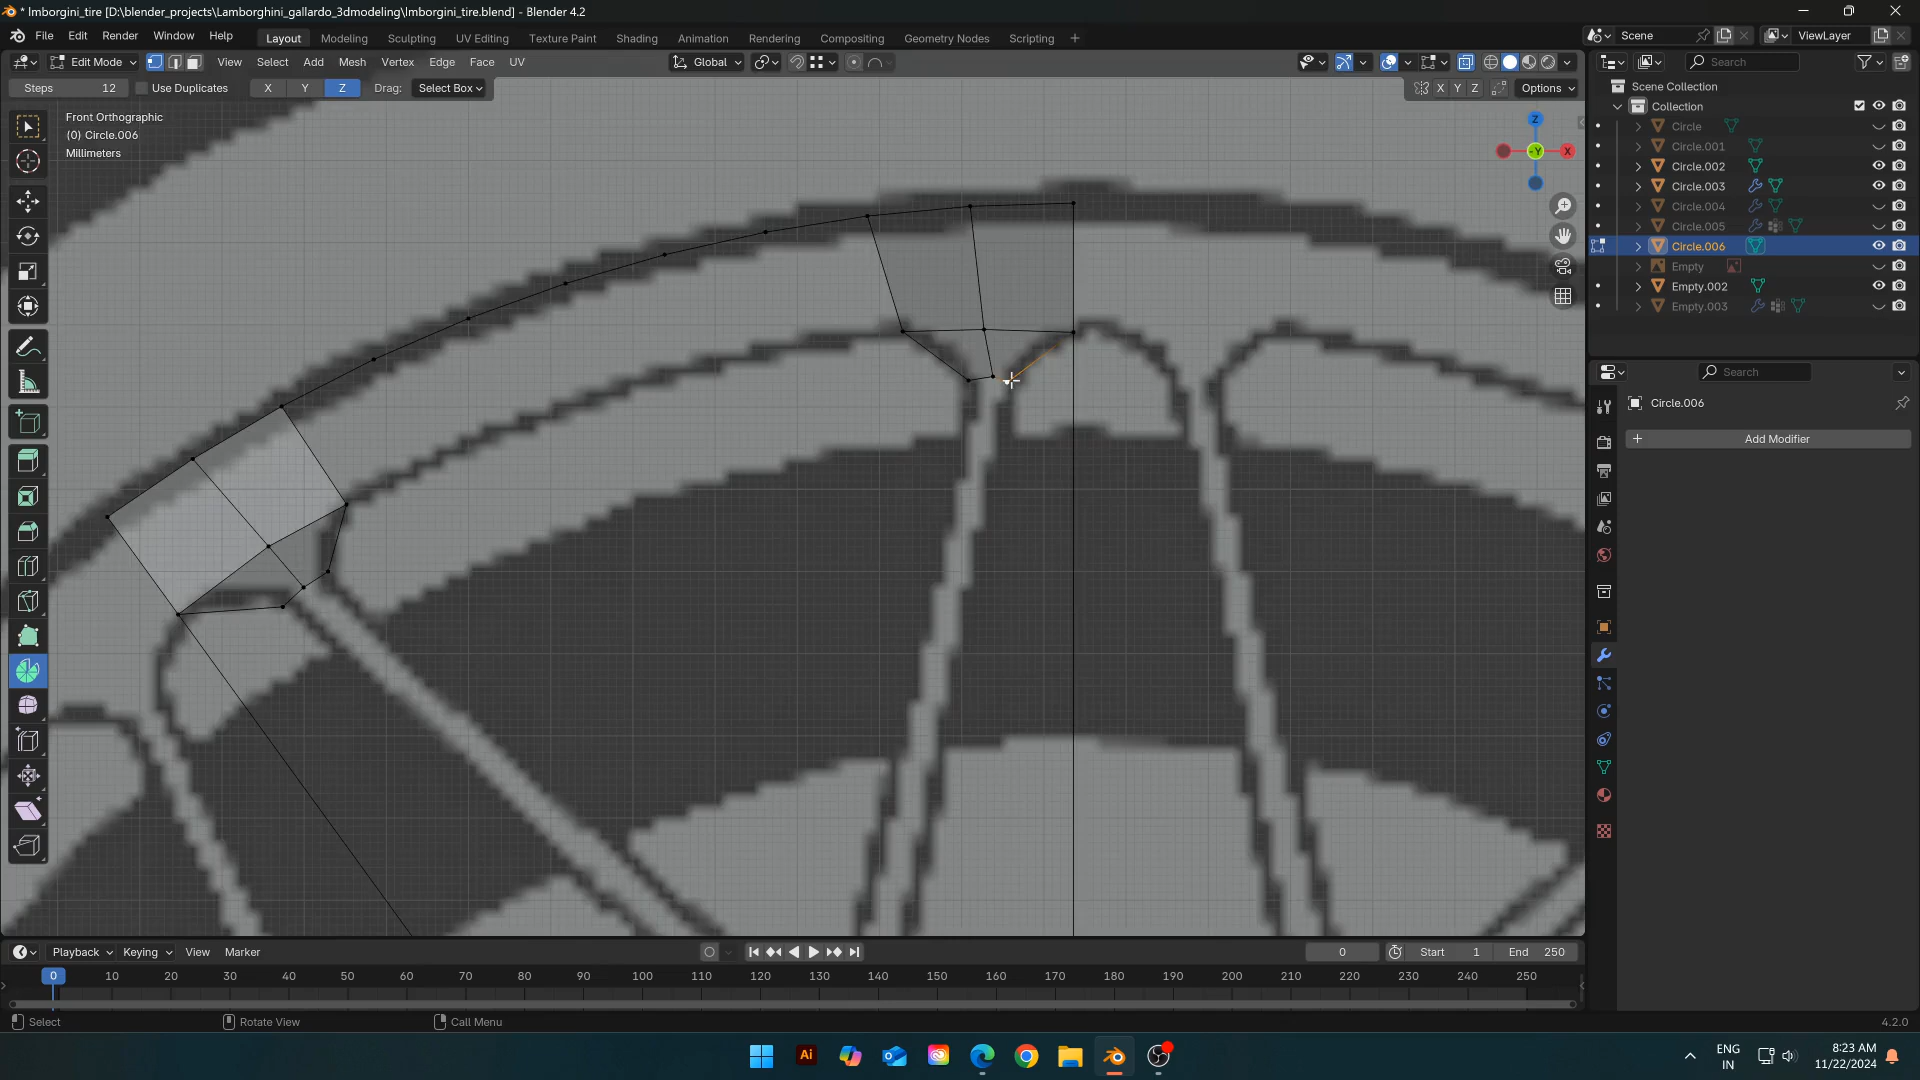 * lmborgini_tire [D:\blender_projects\Lamborghini_gallardo_3dmodeling\lmborgini_tire.blend] - Blender 4.2
File Edit Render Window Help
Layout Modeling Sculpting UV Editing Texture Paint Shading Animation Rendering Compositing Geometry Nodes Scripting +
Scene ViewLayer
Edit Mode View Select Add Mesh Vertex Edge Face UV
Global
Search
Steps 12 Use Duplicates X Y Z Drag: Select Box
X Y Z Options
Front Orthographic
(0) Circle.006
Millimeters
Z
X
-Y
Scene Collection
Collection
Circle
Circle.001
Circle.002
Circle.003
Circle.004
Circle.005
Circle.006
Empty
Empty.002
Empty.003
Search
Circle.006
+ Add Modifier
Playback Keying View Marker
0 Start 1 End 250
0 10 20 30 40 50 60 70 80 90 100 110 120 130 140 150 160 170 180 190 200 210 220 230 240 250
Select Rotate View Call Menu 4.2.0
Ai
ENG
IN
8:23 AM
11/22/2024